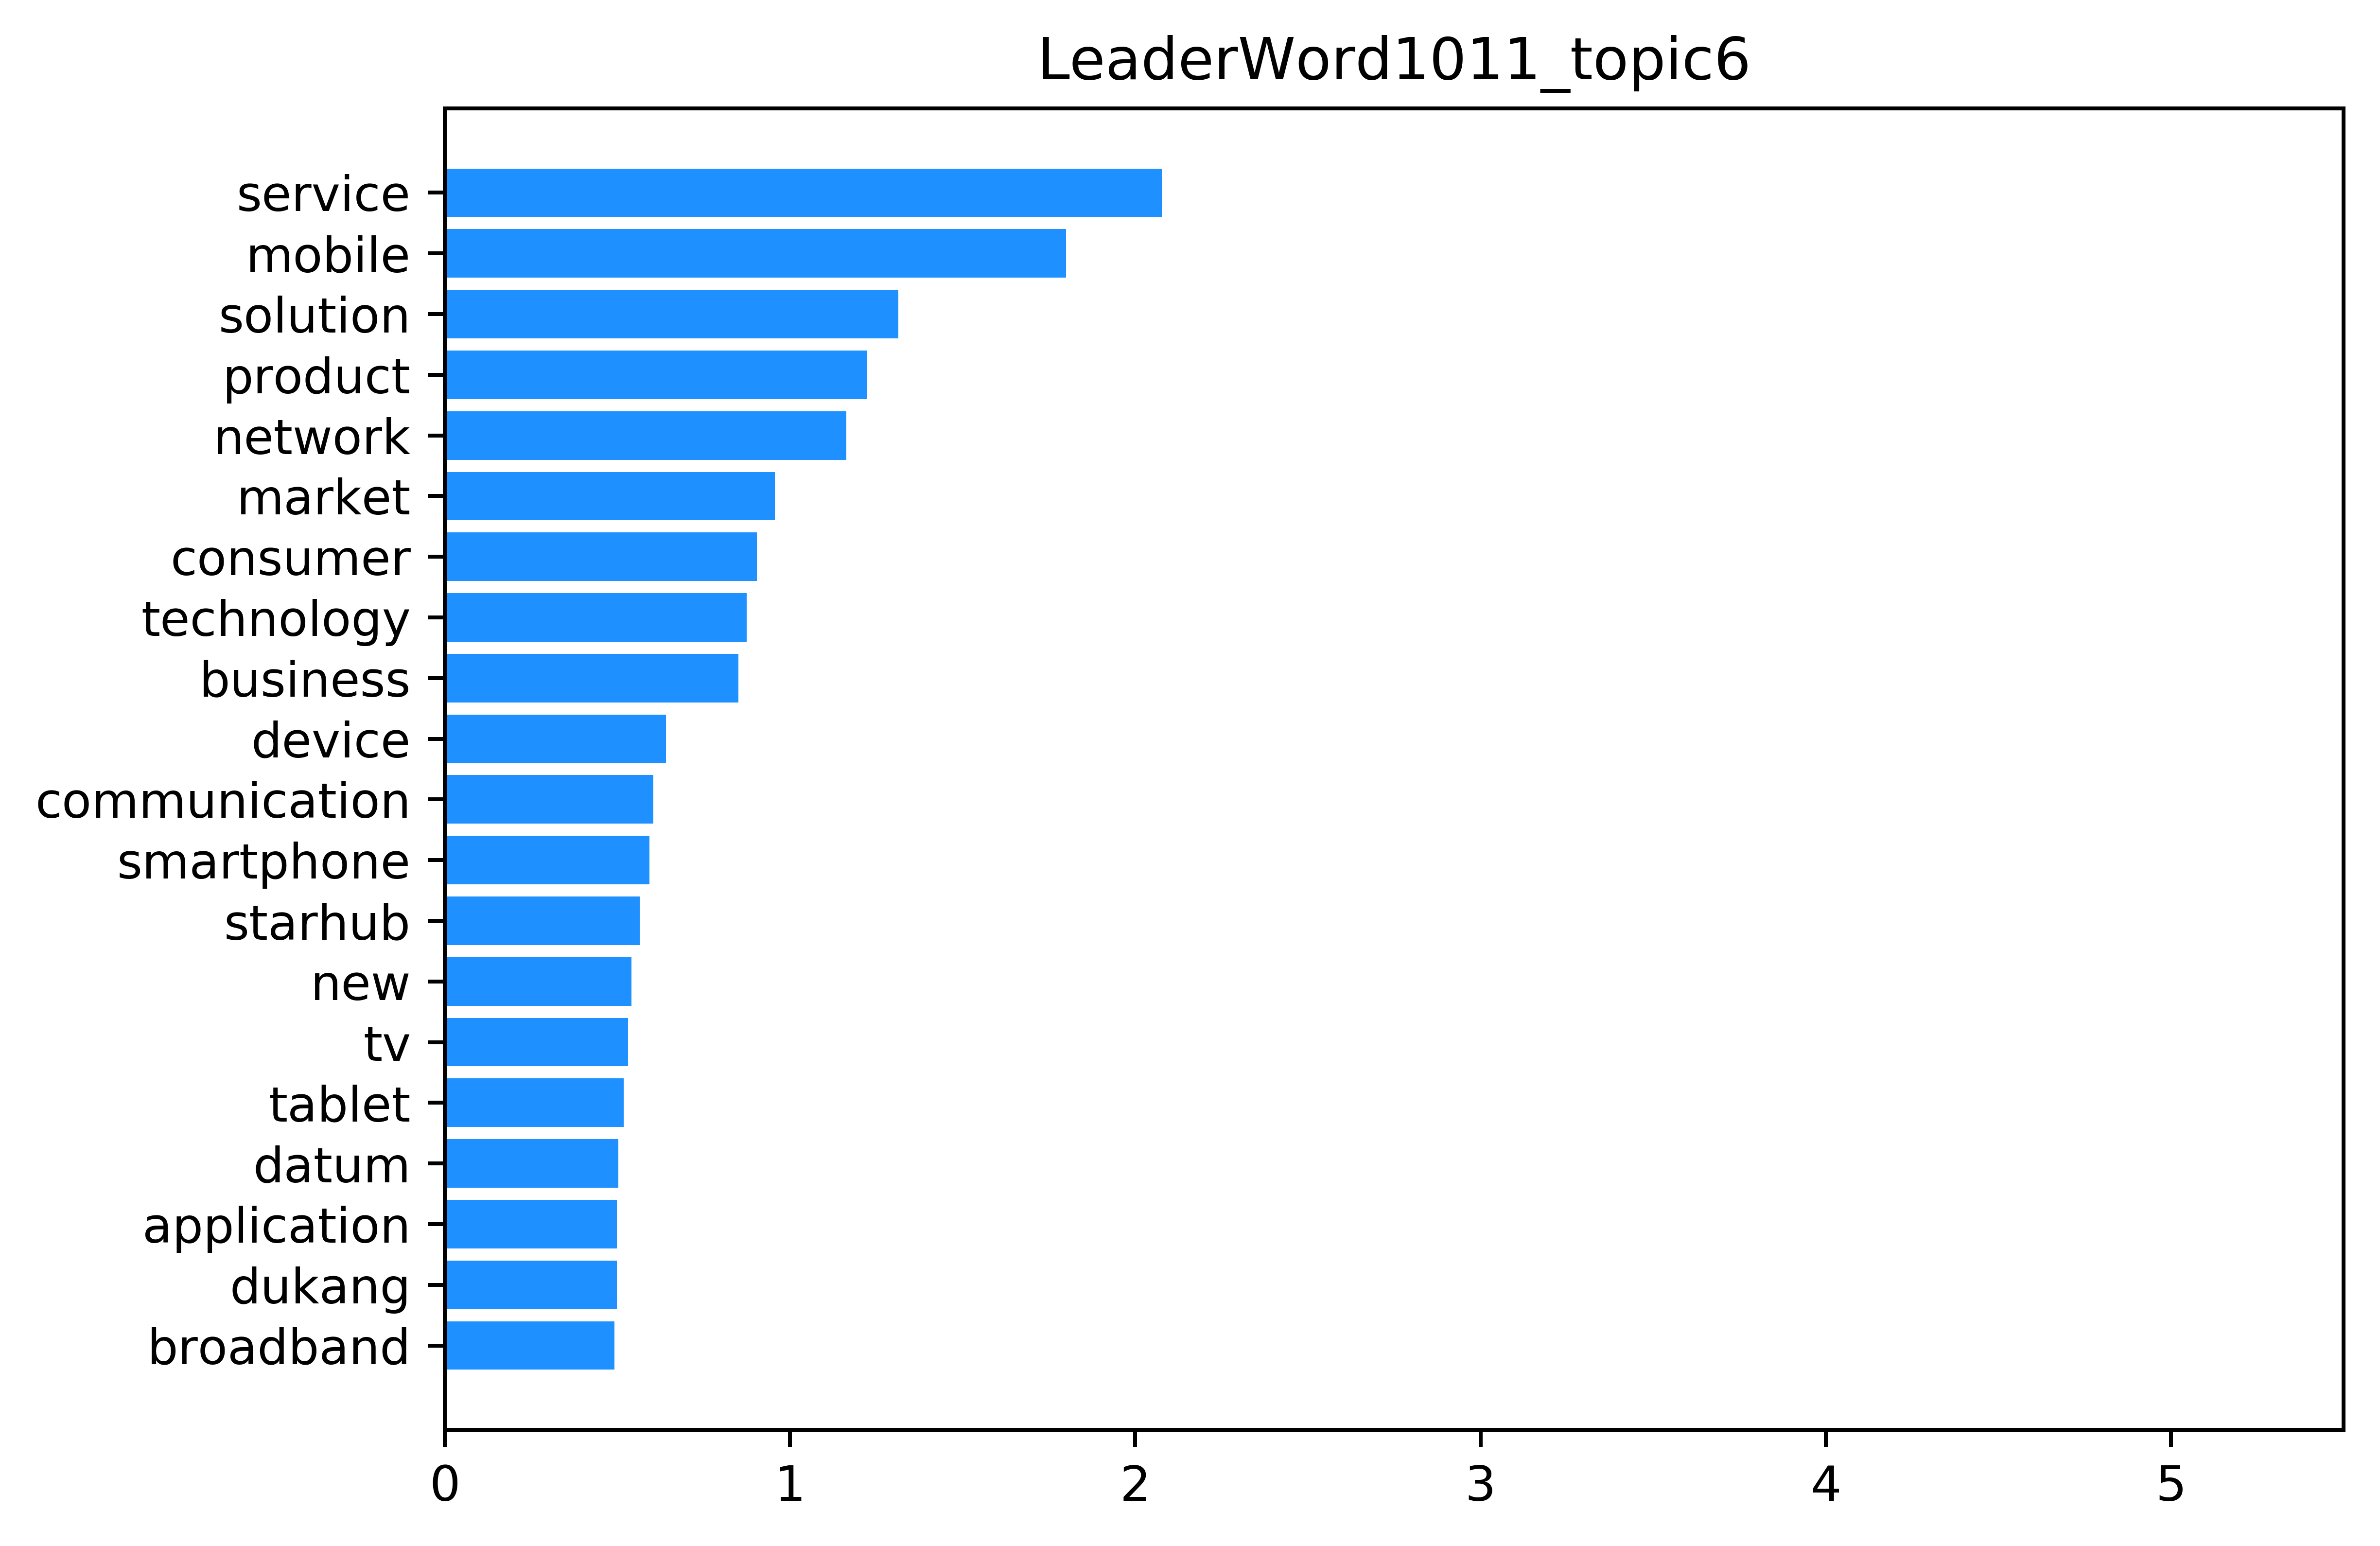 LeaderWord1011_topic6
service
mobile
solution
product
network
market
consumer
technology
business
device
communication
smartphone
starhub
new
tv
tablet
datum
application
dukang
broadband
0 1 2 3 4 5